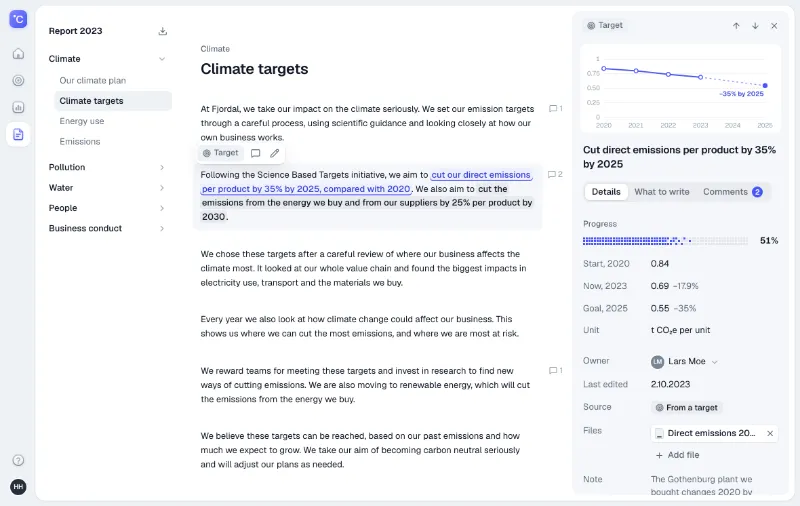 °C
Report 2023
Climate
Our climate plan
Climate targets
Energy use
Emissions
Pollution
Water
People
Business conduct
?
HH
Climate
Climate targets
At Fjordal, we take our impact on the climate seriously. We set our emission targets
through a careful process, using scientific guidance and looking closely at how our
own business works.
1
Target
Following the Science Based Targets initiative, we aim to cut our direct emissions
per product by 35% by 2025, compared with 2020. We also aim to cut the
emissions from the energy we buy and from our suppliers by 25% per product by
2030.
2
We chose these targets after a careful review of where our business affects the
climate most. It looked at our whole value chain and found the biggest impacts in
electricity use, transport and the materials we buy.
Every year we also look at how climate change could affect our business. This
shows us where we can cut the most emissions, and where we are most at risk.
We reward teams for meeting these targets and invest in research to find new
ways of cutting emissions. We are also moving to renewable energy, which will cut
the emissions from the energy we buy.
1
We believe these targets can be reached, based on our past emissions and how
much we expect to grow. We take our aim of becoming carbon neutral seriously
and will adjust our plans as needed.
Target
1
0.75
0.50
0.25
0
−35% by 2025
2020 2021 2022 2023 2024 2025
Cut direct emissions per product by 35%
by 2025
Details What to write Comments 2
Progress
51%
Start, 2020 0.84
Now, 2023 0.69 −17.9%
Goal, 2025 0.55 −35%
Unit t CO₂e per unit
Owner LM Lars Moe
Last edited 2.10.2023
Source From a target
Files Direct emissions 20...
+ Add file
Note The Gothenburg plant we
bought changes 2020 by